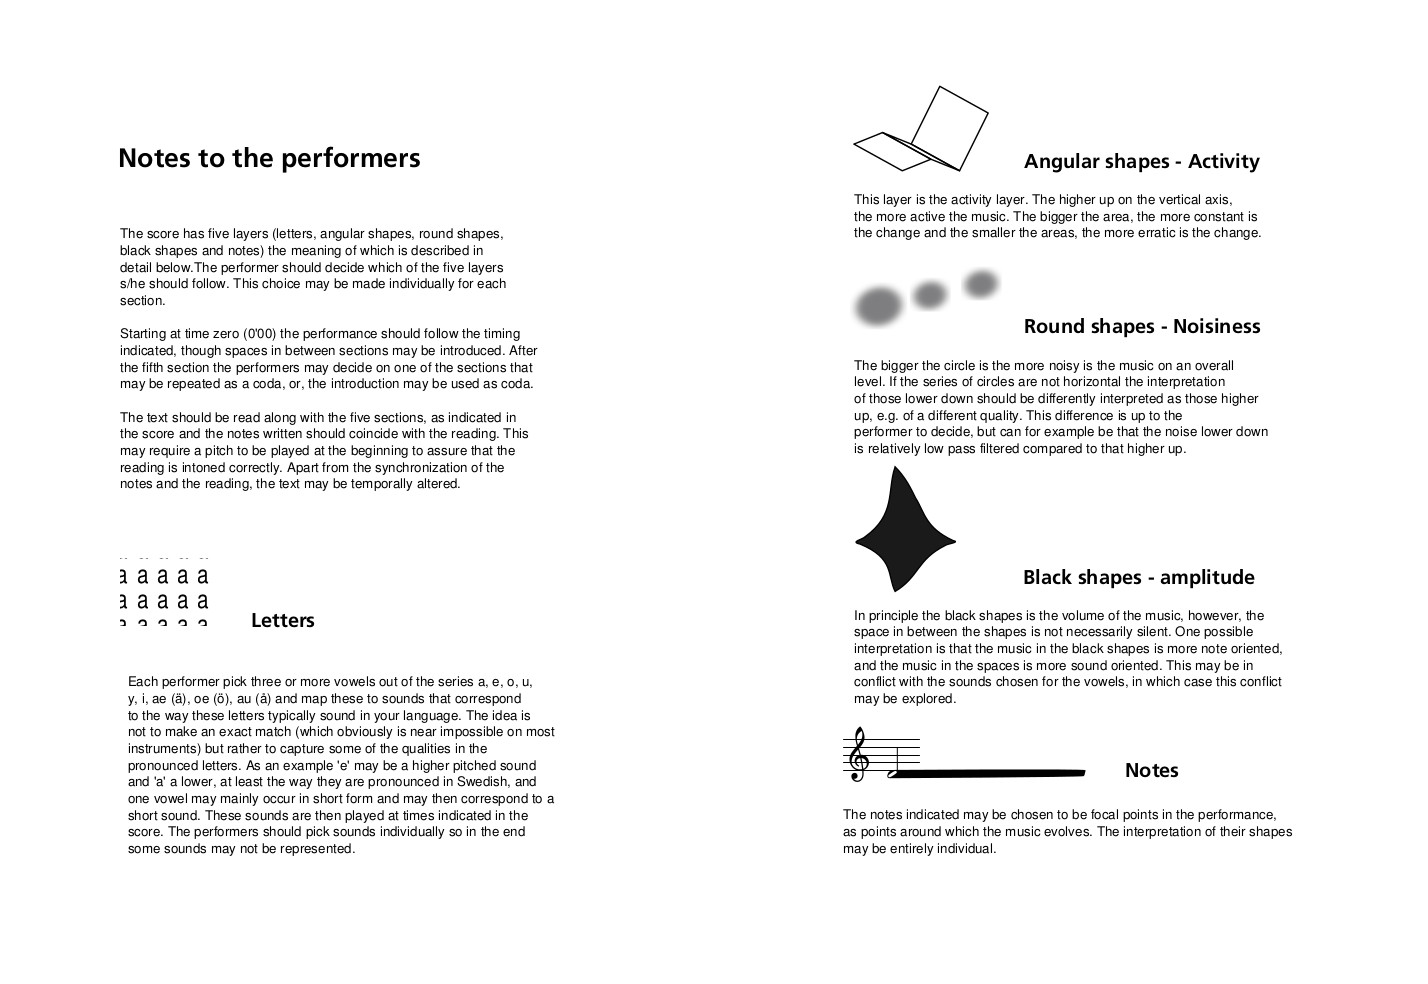 Notes to the performers
The score has five layers (letters, angular shapes, round shapes,
black shapes and notes) the meaning of which is described in
detail below.The performer should decide which of the five layers
s/he should follow. This choice may be made individually for each
section.
Starting at time zero (0'00) the performance should follow the timing
indicated, though spaces in between sections may be introduced. After
the fifth section the performers may decide on one of the sections that
may be repeated as a coda, or, the introduction may be used as coda.
The text should be read along with the five sections, as indicated in
the score and the notes written should coincide with the reading. This
may require a pitch to be played at the beginning to assure that the
reading is intoned correctly. Apart from the synchronization of the
notes and the reading, the text may be temporally altered.
a a a a a
a a a a a
a a a a a
a a a a a
Letters
Each performer pick three or more vowels out of the series a, e, o, u,
y, i, ae (ä), oe (ö), au (å) and map these to sounds that correspond
to the way these letters typically sound in your language. The idea is
not to make an exact match (which obviously is near impossible on most
instruments) but rather to capture some of the qualities in the
pronounced letters. As an example 'e' may be a higher pitched sound
and 'a' a lower, at least the way they are pronounced in Swedish, and
one vowel may mainly occur in short form and may then correspond to a
short sound. These sounds are then played at times indicated in the
score. The performers should pick sounds individually so in the end
some sounds may not be represented.
Angular shapes - Activity
This layer is the activity layer. The higher up on the vertical axis,
the more active the music. The bigger the area, the more constant is
the change and the smaller the areas, the more erratic is the change.
Round shapes - Noisiness
The bigger the circle is the more noisy is the music on an overall
level. If the series of circles are not horizontal the interpretation
of those lower down should be differently interpreted as those higher
up, e.g. of a different quality. This difference is up to the
performer to decide, but can for example be that the noise lower down
is relatively low pass filtered compared to that higher up.
Black shapes - amplitude
In principle the black shapes is the volume of the music, however, the
space in between the shapes is not necessarily silent. One possible
interpretation is that the music in the black shapes is more note oriented,
and the music in the spaces is more sound oriented. This may be in
conflict with the sounds chosen for the vowels, in which case this conflict
may be explored.
Notes
The notes indicated may be chosen to be focal points in the performance,
as points around which the music evolves. The interpretation of their shapes
may be entirely individual.